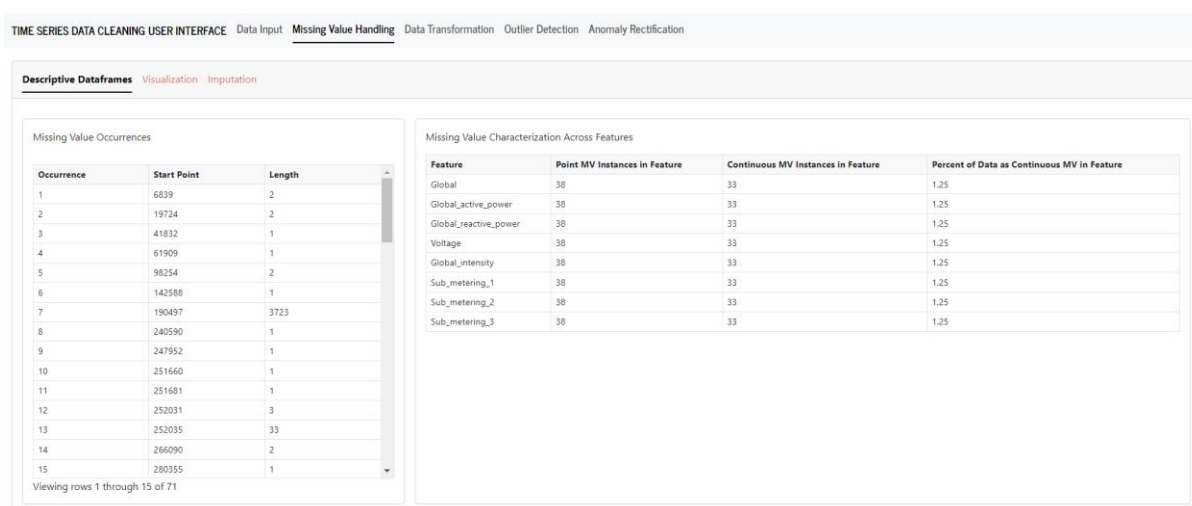 TIME SERIES DATA CLEANING USER INTERFACE Data Input Missing Value Handling Data Transformation Outlier Detection Anomaly Rectification
Descriptive Dataframes Visualization Imputation
Missing Value Occurrences
Occurrence Start Point Length
1 6839 2
2 19724 2
3 41832 1
4 61909 1
5 98254 2
6 142588 1
7 190497 3723
8 240590 1
9 247952 1
10 251660 1
11 251681 1
12 252031 3
13 252035 33
14 266090 2
15 280355 1
Viewing rows 1 through 15 of 71
Missing Value Characterization Across Features
Feature Point MV Instances in Feature Continuous MV Instances in Feature Percent of Data as Continuous MV in Feature
Global 38 33 1.25
Global_active_power 38 33 1.25
Global_reactive_power 38 33 1.25
Voltage 38 33 1.25
Global_intensity 38 33 1.25
Sub_metering_1 38 33 1.25
Sub_metering_2 38 33 1.25
Sub_metering_3 38 33 1.25